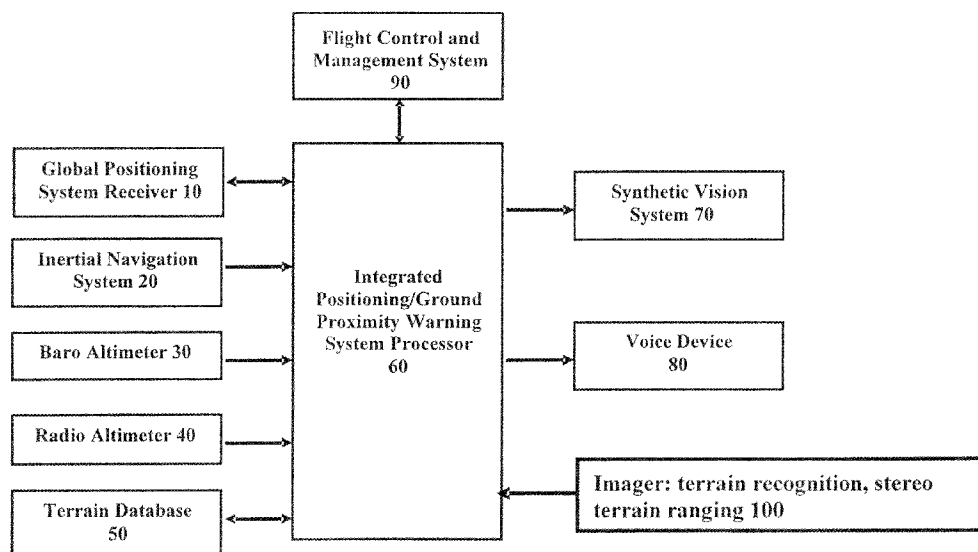 Flight Control and
Management System
90
Global Positioning
System Receiver 10
Inertial Navigation
System 20
Baro Altimeter 30
Radio Altimeter 40
Terrain Database
50
Integrated
Positioning/Ground
Proximity Warning
System Processor
60
Synthetic Vision
System 70
Voice Device
80
Imager: terrain recognition, stereo
terrain ranging 100